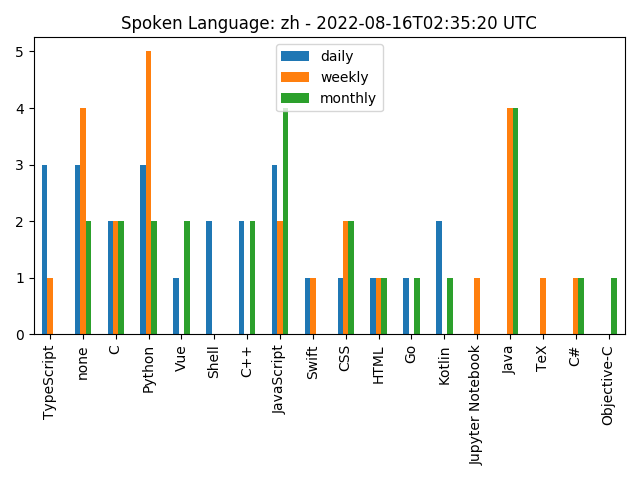 Spoken Language: zh - 2022-08-16T02:35:20 UTC
daily
weekly
monthly
5
4
3
2
1
0
TypeScript
none
C
Python
Vue
Shell
C++
JavaScript
Swift
CSS
HTML
Go
Kotlin
Jupyter Notebook
Java
TeX
C#
Objective-C